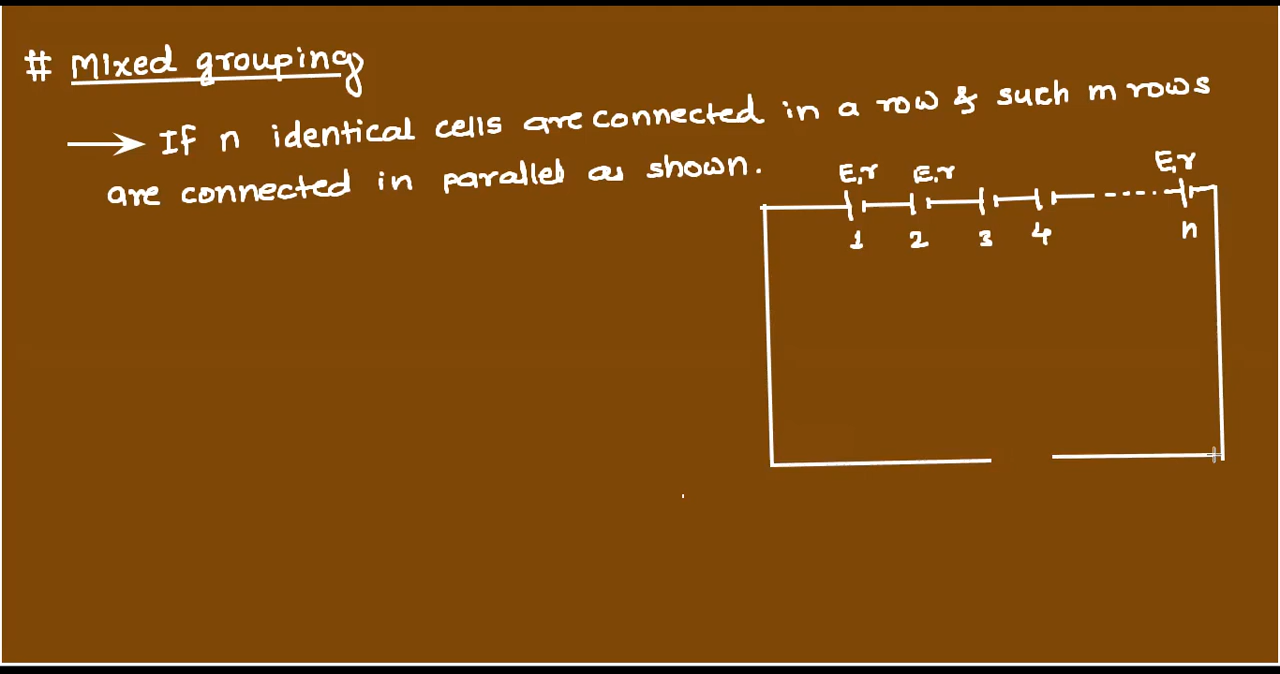 # Mixed grouping
→ If n identical cells are connected in a row & such m rows
are connected in parallel as shown.
E,r E,r E,r
1 2 3 4 n